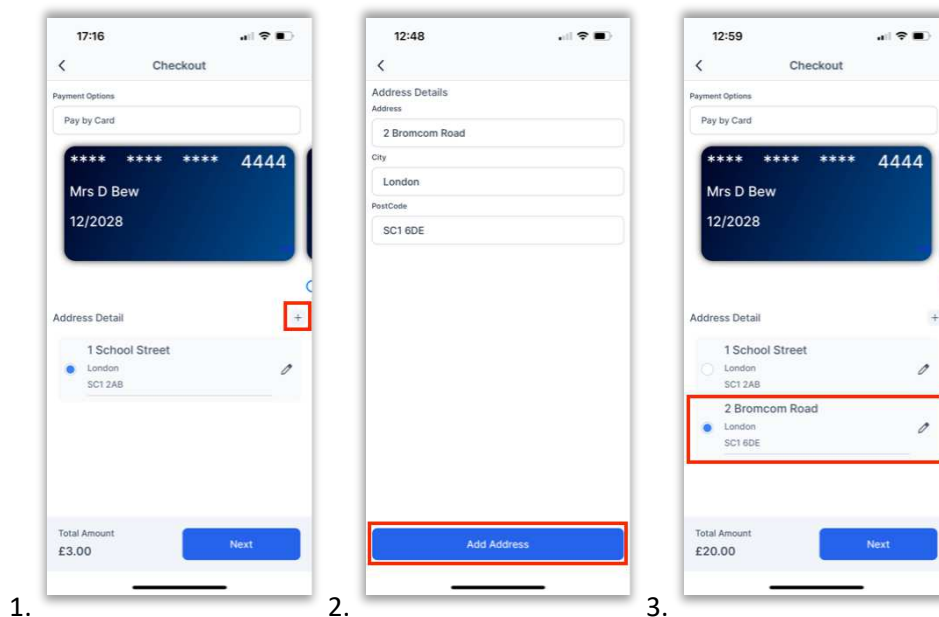 17:16
Checkout
Payment Options
Pay by Card
**** **** **** 4444
Mrs D Bew
12/2028
Address Detail +
1 School Street
London
SC1 2AB
Total Amount
£3.00
Next
1.
12:48
Address Details
Address
2 Bromcom Road
City
London
PostCode
SC1 6DE
Add Address
2.
12:59
Checkout
Payment Options
Pay by Card
**** **** **** 4444
Mrs D Bew
12/2028
Address Detail +
1 School Street
London
SC1 2AB
2 Bromcom Road
London
SC1 6DE
Total Amount
£20.00
Next
3.